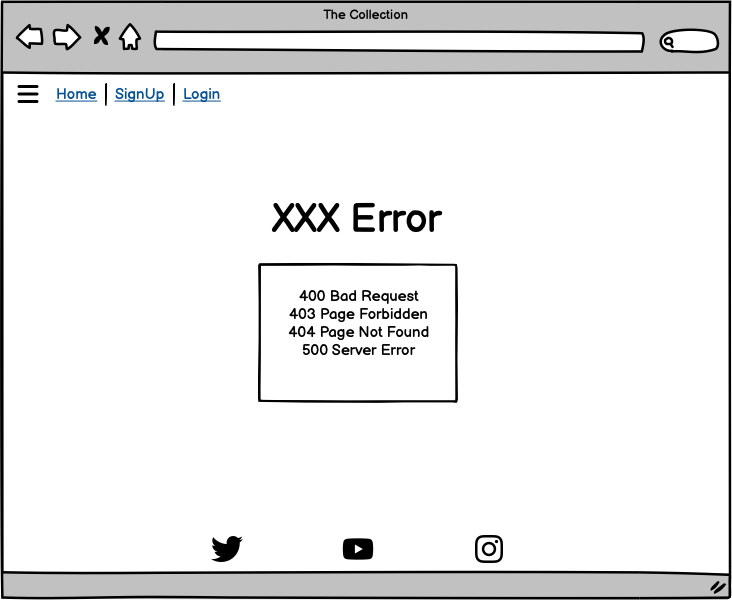 The Collection
Home SignUp Login
XXX Error
400 Bad Request
403 Page Forbidden
404 Page Not Found
500 Server Error